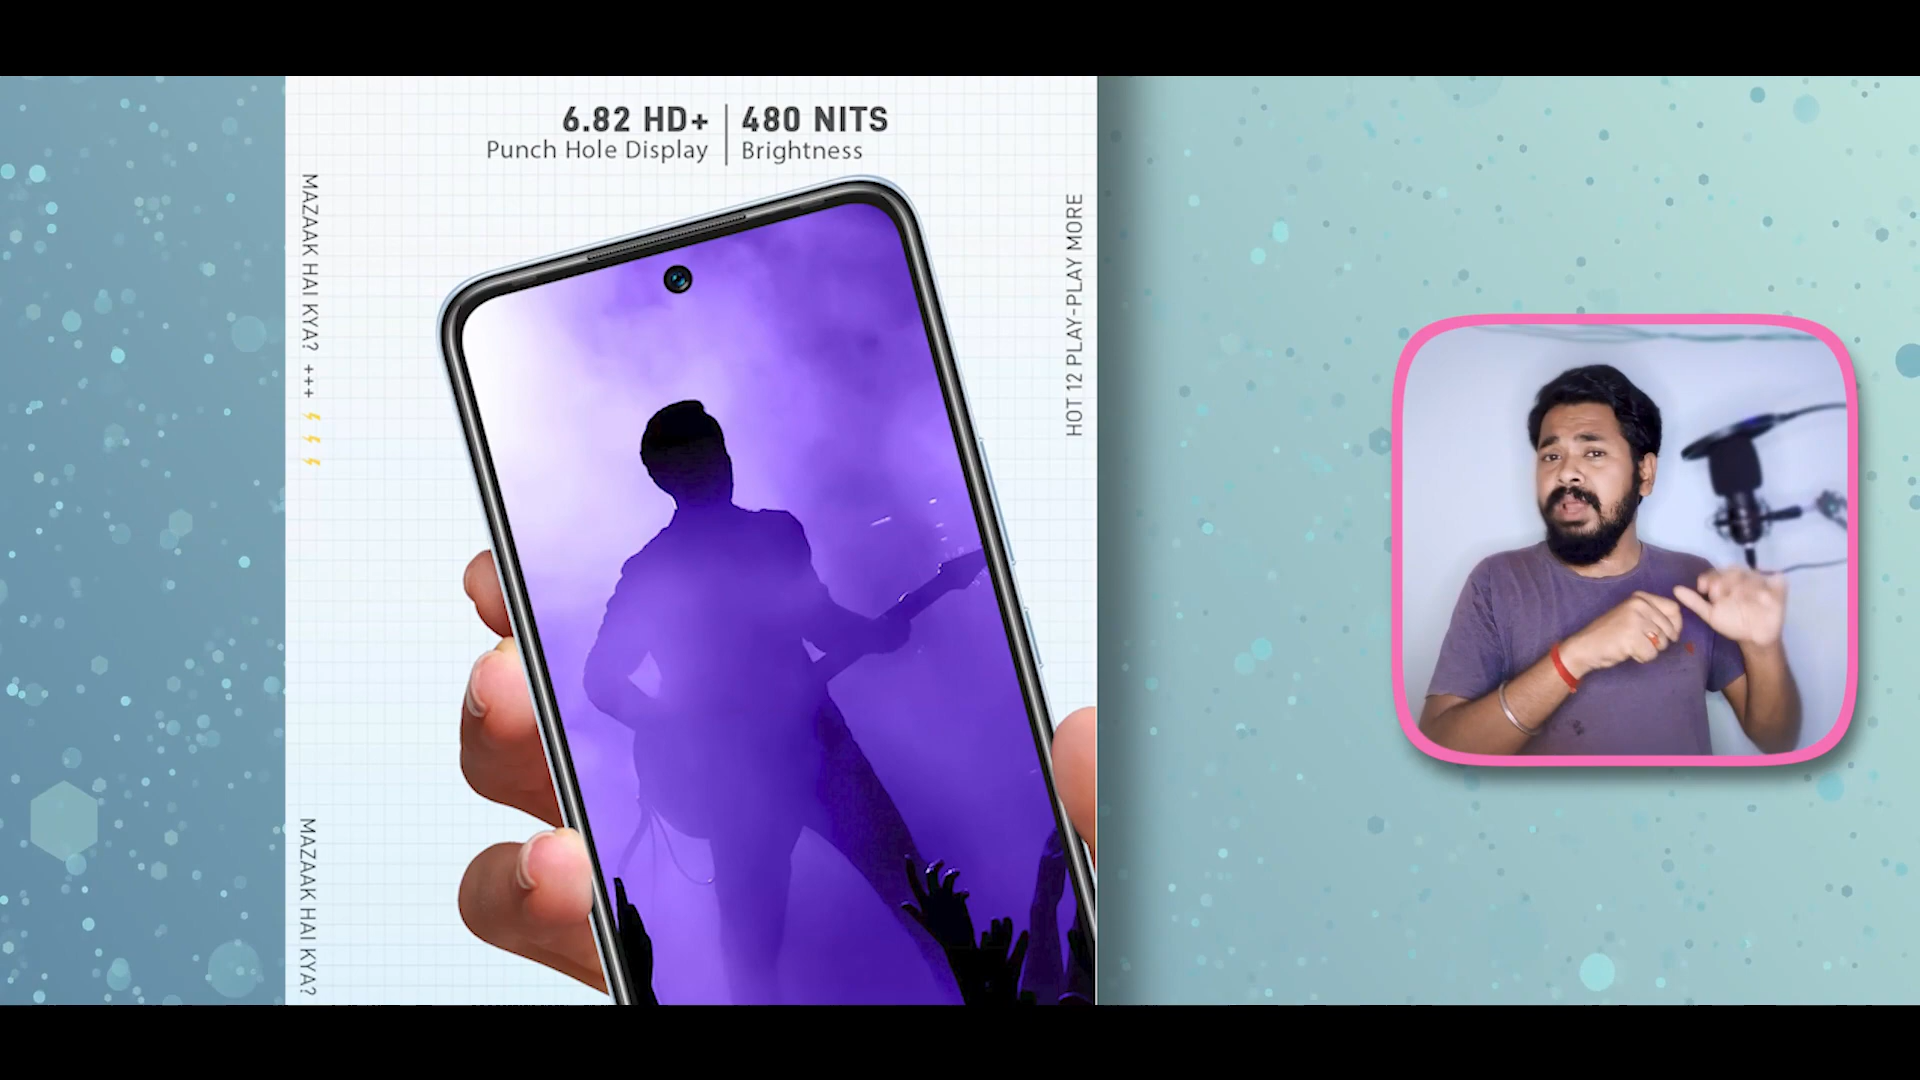 6.82 HD+
Punch Hole Display
480 NITS
Brightness
MAZAAK HAI KYA? +++
HOT 12 PLAY-PLAY MORE
MAZAAK HAI KYA?